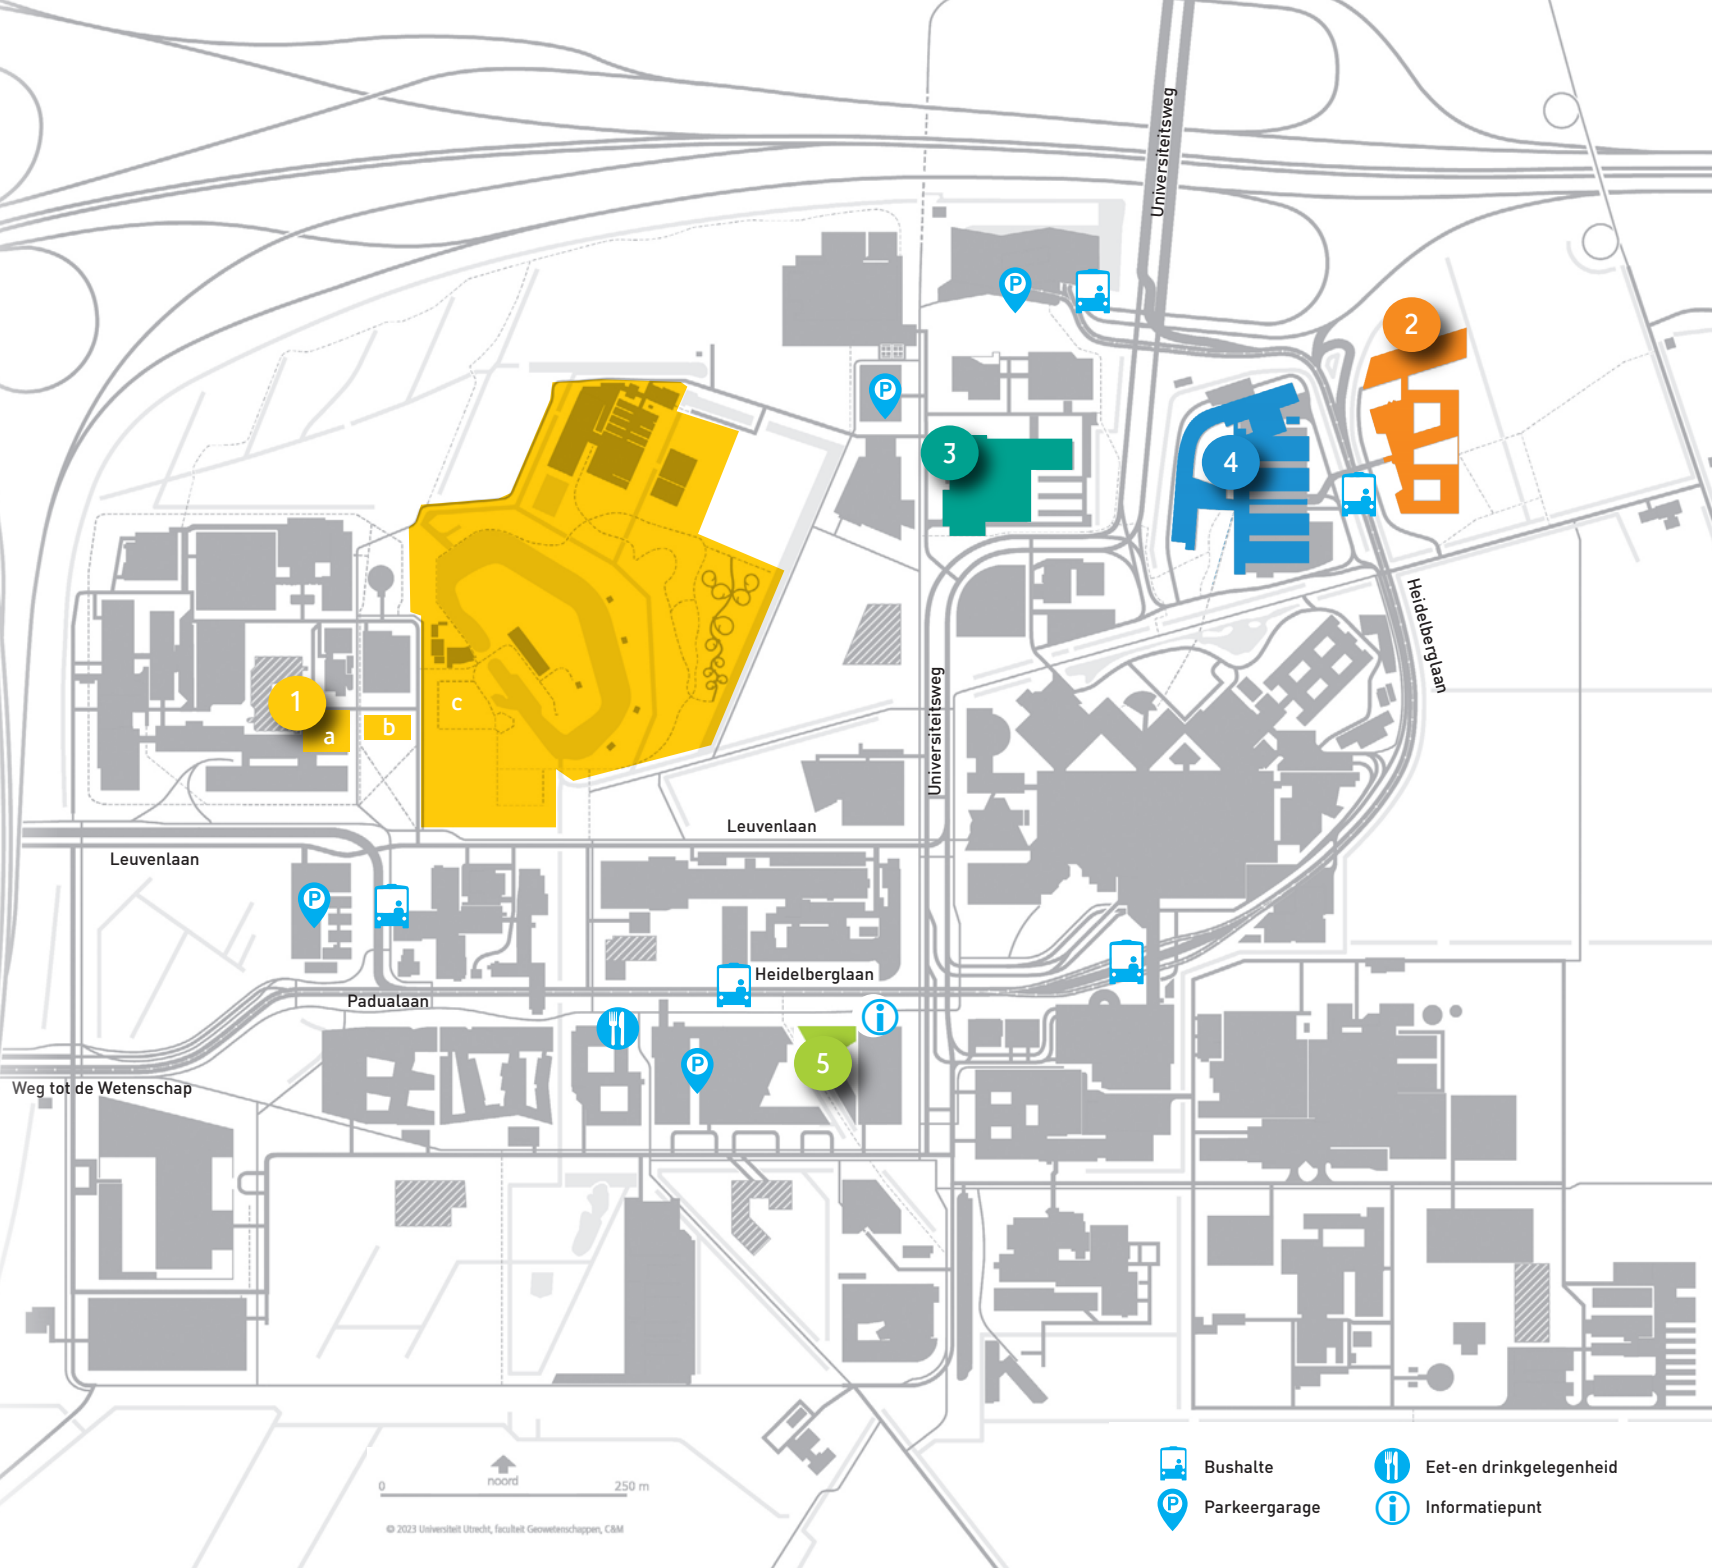 Universiteitsweg
P
2
P
3
4
c
1
a
b
Heidelberglaan
Universiteitsweg
Leuvenlaan
Leuvenlaan
P
Heidelberglaan
Padualaan
i
P
5
Weg tot de Wetenschap
noord
0
250 m
© 2023 Universiteit Utrecht, faculteit Geowetenschappen, C&M
Bushalte
Eet-en drinkgelegenheid
P
Parkeergarage
i
Informatiepunt